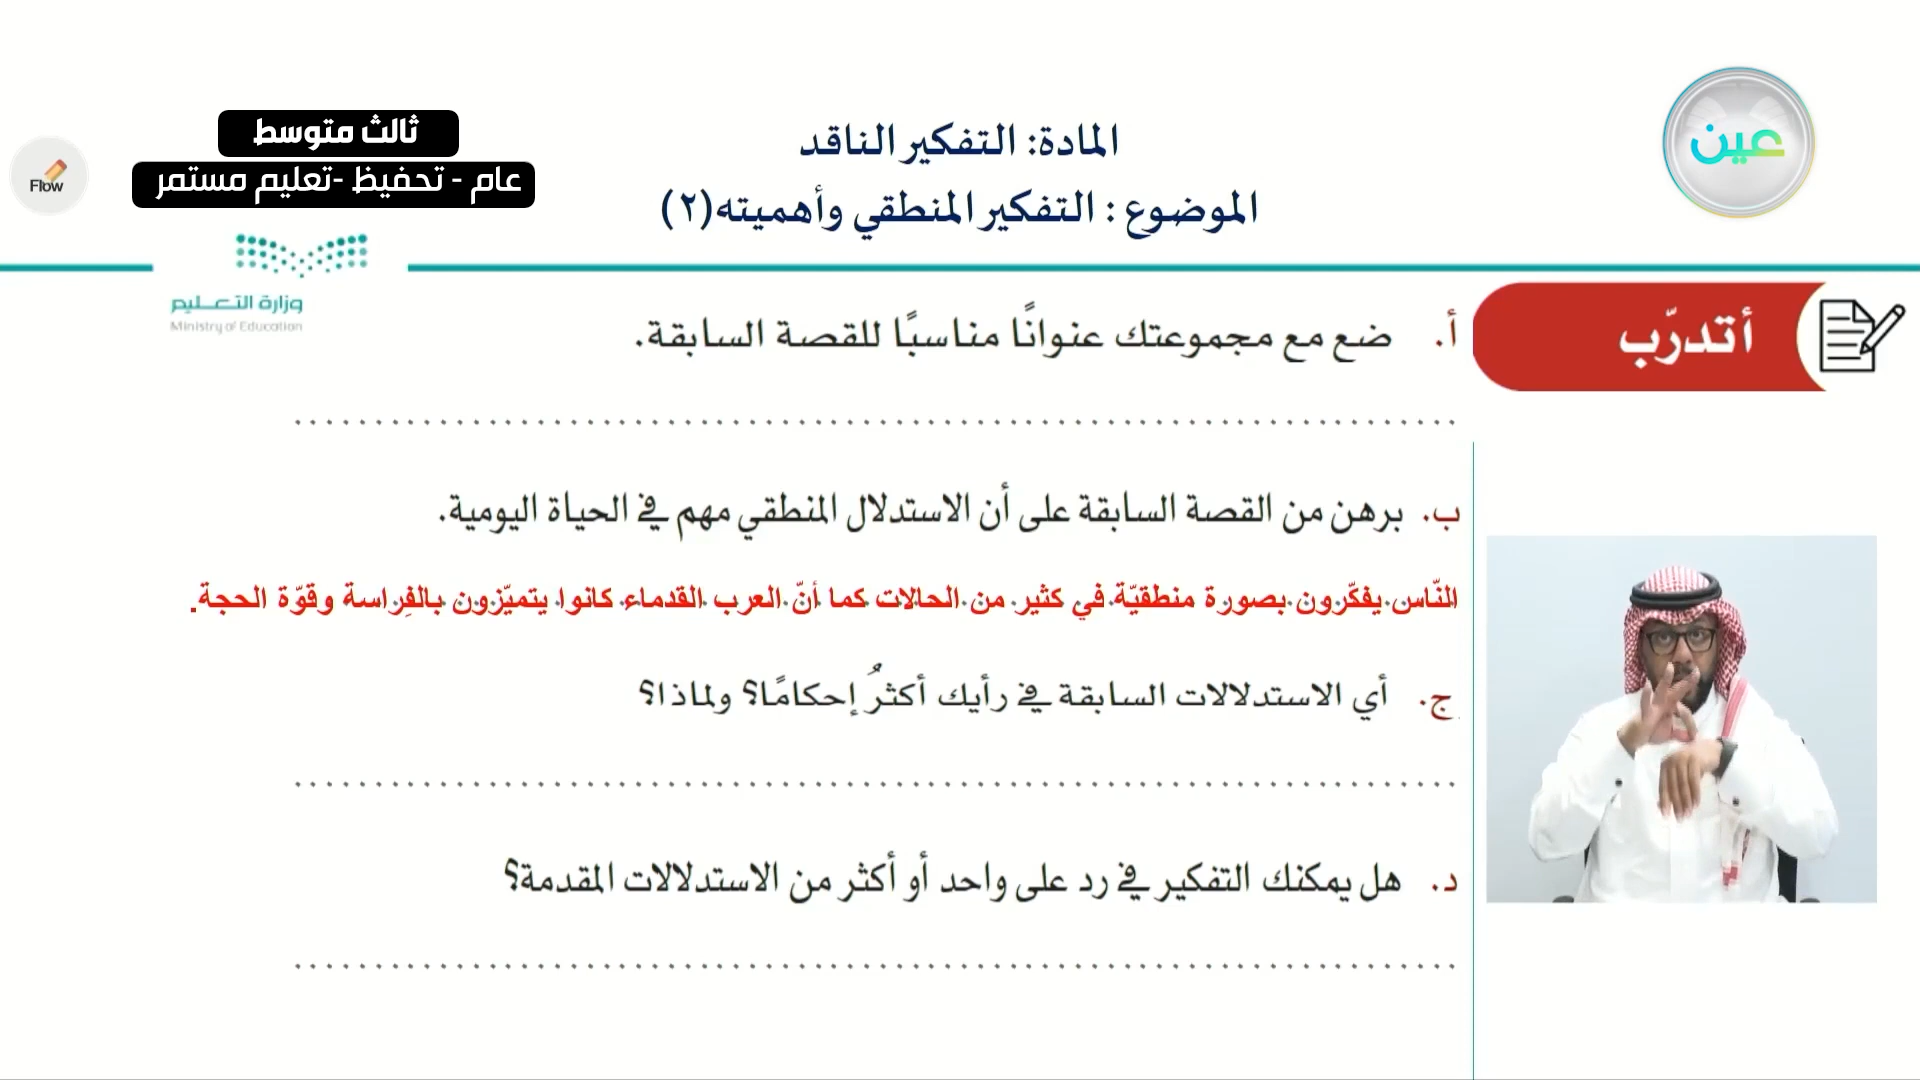 المادة: التفكير الناقد
الموضوع : التفكير المنطقي وأهميته(٢)
عين
ثالث متوسط
عام - تحفيظ -تعليم مستمر
Flow
وزارة التعليم
Ministry of Education
أتدرّب
أ. ضع مع مجموعتك عنوانًا مناسبًا للقصة السابقة.
ب. برهن من القصة السابقة على أن الاستدلال المنطقي مهم في الحياة اليومية.
النّاس يفكّرون بصورة منطقيّة في كثير من الحالات كما أنّ العرب القدماء كانوا يتميّزون بالفِراسة وقوّة الحجة.
ج. أي الاستدلالات السابقة في رأيك أكثرُ إحكامًا؟ ولماذا؟
د. هل يمكنك التفكير في رد على واحد أو أكثر من الاستدلالات المقدمة؟